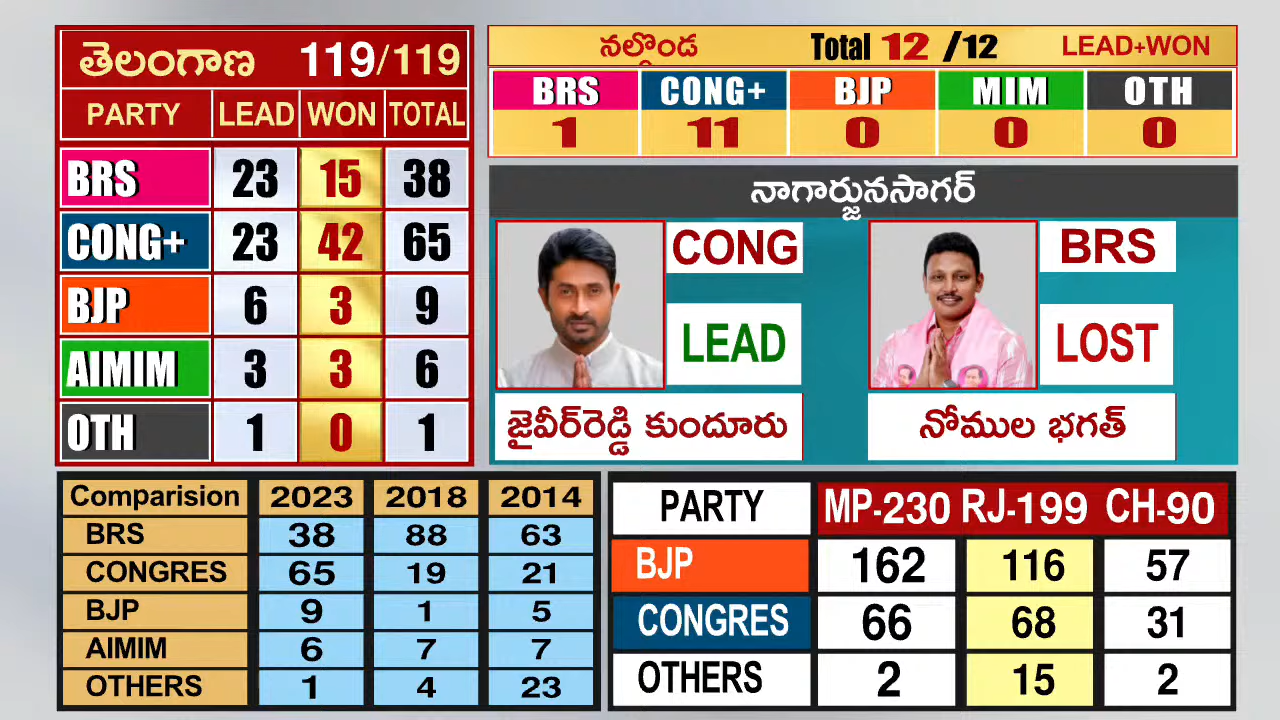 తెలంగాణ 119/119
PARTY LEAD WON TOTAL
BRS 23 15 38
CONG+ 23 42 65
BJP 6 3 9
AIMIM 3 3 6
OTH 1 0 1
నల్గొండ Total 12 /12 LEAD+WON
BRS CONG+ BJP MIM OTH
1 11 0 0 0
నాగార్జునసాగర్
CONG
LEAD
జైవీర్‌రెడ్డి కుందూరు
BRS
LOST
నోముల భగత్
Comparision 2023 2018 2014
BRS 38 88 63
CONGRES 65 19 21
BJP 9 1 5
AIMIM 6 7 7
OTHERS 1 4 23
PARTY MP-230 RJ-199 CH-90
BJP 162 116 57
CONGRES 66 68 31
OTHERS 2 15 2